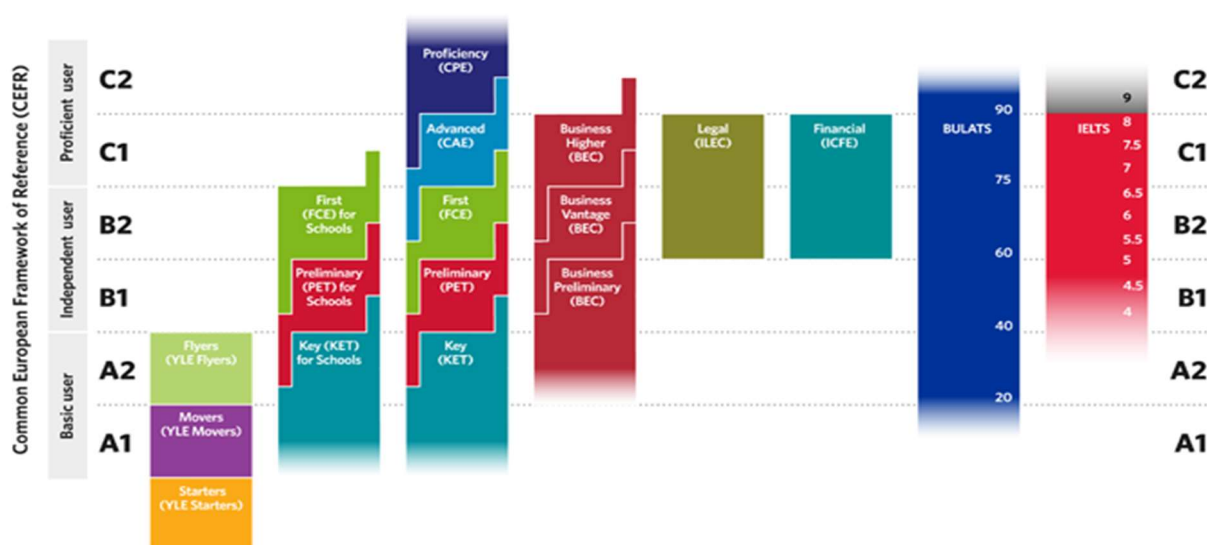 Common European Framework of Reference (CEFR)
Proficient user
Independent user
Basic user
C2
C1
B2
B1
A2
A1
Flyers
(YLE Flyers)
Movers
(YLE Movers)
Starters
(YLE Starters)
First
(FCE) for
Schools
Preliminary
(PET) for
Schools
Key (KET)
for Schools
Proficiency
(CPE)
Advanced
(CAE)
First
(FCE)
Preliminary
(PET)
Key
(KET)
Business
Higher
(BEC)
Business
Vantage
(BEC)
Business
Preliminary
(BEC)
Legal
(ILEC)
Financial
(ICFE)
BULATS
90
75
60
40
20
IELTS
9
8
7.5
7
6.5
6
5.5
5
4.5
4
C2
C1
B2
B1
A2
A1